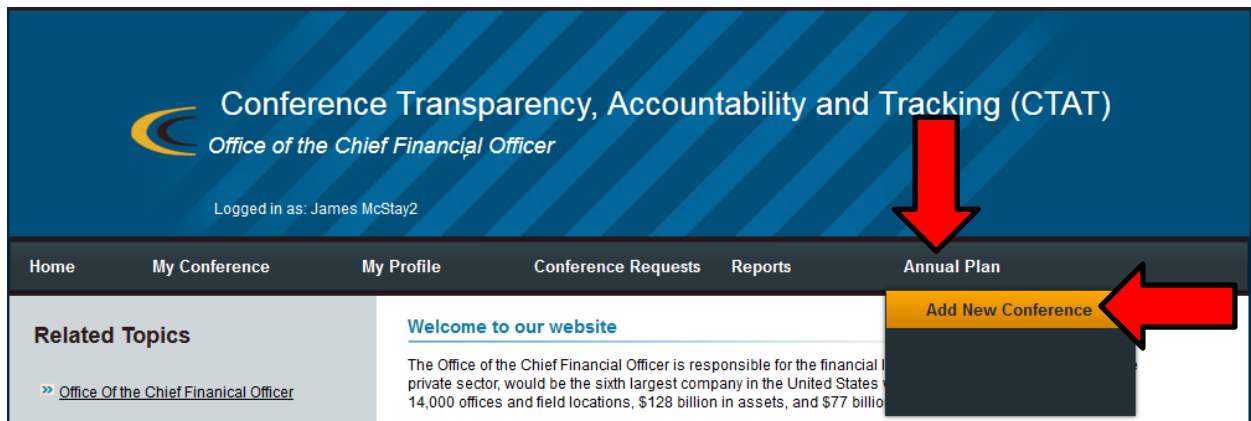 Conference Transparency, Accountability and Tracking (CTAT)
Office of the Chief Financial Officer
Logged in as: James McStay2
Home My Conference My Profile Conference Requests Reports Annual Plan
Add New Conference
Related Topics
Office Of the Chief Finanical Officer
Welcome to our website
The Office of the Chief Financial Officer is responsible for the financial
private sector, would be the sixth largest company in the United States
14,000 offices and field locations, $128 billion in assets, and $77 billio